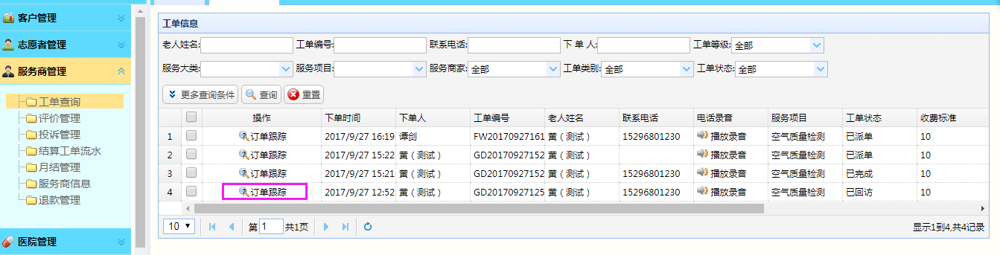 客户管理
志愿者管理
服务商管理
工单查询
评价管理
投诉管理
结算工单流水
月结管理
服务商信息
退款管理
医院管理
工单信息
老人姓名: 工单编号: 联系电话: 下 单 人: 工单等级: 全部
服务大类: 服务项目: 服务商家: 全部 工单类别: 全部 工单状态: 全部
更多查询条件 查询 重置
操作 下单时间 下单人 工单编号 老人姓名 联系电话 电话录音 服务项目 工单状态 收费标准
1 订单跟踪 2017/9/27 16:19 谭剑 FW20170927161 黄（测试） 15296801230 播放录音 空气质量检测 已派单 10
2 订单跟踪 2017/9/27 15:22 黄（测试） GD20170927152 黄（测试） 播放录音 空气质量检测 已派单 10
3 订单跟踪 2017/9/27 15:21 黄（测试） GD20170927152 黄（测试） 15296801230 播放录音 空气质量检测 已完成 10
4 订单跟踪 2017/9/27 12:52 黄（测试） GD20170927125 黄（测试） 15296801230 播放录音 空气质量检测 已回访 10
10 第 1 共1页 显示1到4,共4记录